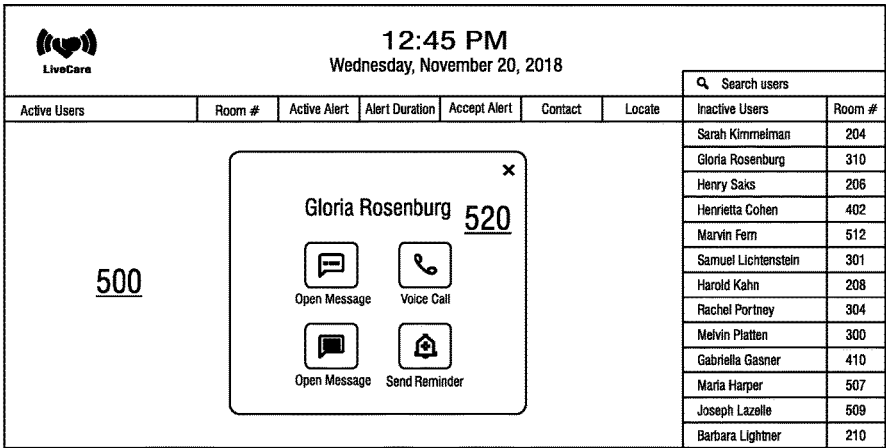 12:45 PM
LiveCare
Wednesday, November 20, 2018
Search users
Active Users Room # Active Alert Alert Duration Accept Alert Contact Locate Inactive Users Room #
Sarah Kimmelman 204
Gloria Rosenburg 310
Henry Saks 206
Henrietta Cohen 402
Marvin Fern 512
Samuel Lichtenstein 301
Harold Kahn 208
Rachel Portney 304
Melvin Platten 300
Gabriella Gasner 410
Maria Harper 507
Joseph Lazelle 509
Barbara Lightner 210
500
×
Gloria Rosenburg 520
Open Message Voice Call
Open Message Send Reminder